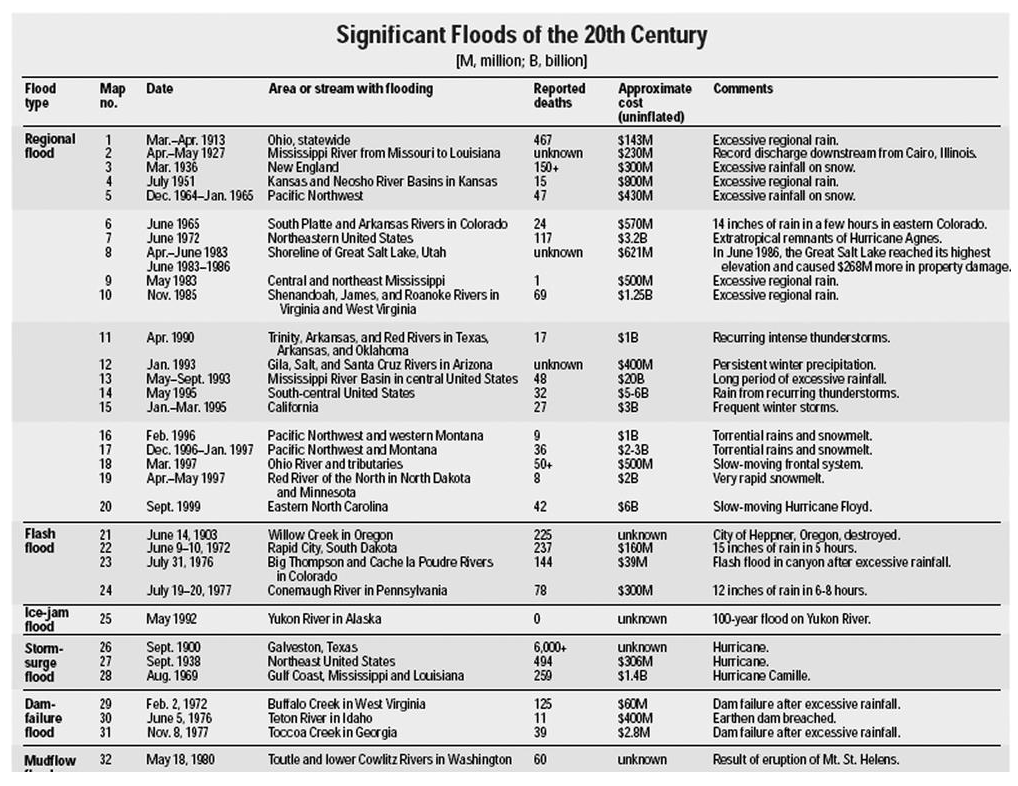 Significant Floods of the 20th Century
[M, million; B, billion]
Flood type Map no. Date Area or stream with flooding Reported deaths Approximate cost (uninflated) Comments
Regional flood 1 Mar.–Apr. 1913 Ohio, statewide 467 $143M Excessive regional rain.
2 Apr.–May 1927 Mississippi River from Missouri to Louisiana unknown $230M Record discharge downstream from Cairo, Illinois.
3 Mar. 1936 New England 150+ $300M Excessive rainfall on snow.
4 July 1951 Kansas and Neosho River Basins in Kansas 15 $800M Excessive regional rain.
5 Dec. 1964–Jan. 1965 Pacific Northwest 47 $430M Excessive rainfall on snow.
6 June 1965 South Platte and Arkansas Rivers in Colorado 24 $570M 14 inches of rain in a few hours in eastern Colorado.
7 June 1972 Northeastern United States 117 $3.2B Extratropical remnants of Hurricane Agnes.
8 Apr.–June 1983 Shoreline of Great Salt Lake, Utah unknown $621M In June 1986, the Great Salt Lake reached its highest
June 1983–1986 elevation and caused $268M more in property damage.
9 May 1983 Central and northeast Mississippi 1 $500M Excessive regional rain.
10 Nov. 1985 Shenandoah, James, and Roanoke Rivers in 69 $1.25B Excessive regional rain.
Virginia and West Virginia
11 Apr. 1990 Trinity, Arkansas, and Red Rivers in Texas, 17 $1B Recurring intense thunderstorms.
Arkansas, and Oklahoma
12 Jan. 1993 Gila, Salt, and Santa Cruz Rivers in Arizona unknown $400M Persistent winter precipitation.
13 May–Sept. 1993 Mississippi River Basin in central United States 48 $20B Long period of excessive rainfall.
14 May 1995 South-central United States 32 $5-6B Rain from recurring thunderstorms.
15 Jan.–Mar. 1995 California 27 $3B Frequent winter storms.
16 Feb. 1996 Pacific Northwest and western Montana 9 $1B Torrential rains and snowmelt.
17 Dec. 1996–Jan. 1997 Pacific Northwest and Montana 36 $2-3B Torrential rains and snowmelt.
18 Mar. 1997 Ohio River and tributaries 50+ $500M Slow-moving frontal system.
19 Apr.–May 1997 Red River of the North in North Dakota 8 $2B Very rapid snowmelt.
and Minnesota
20 Sept. 1999 Eastern North Carolina 42 $6B Slow-moving Hurricane Floyd.
Flash flood 21 June 14, 1903 Willow Creek in Oregon 225 unknown City of Heppner, Oregon, destroyed.
22 June 9–10, 1972 Rapid City, South Dakota 237 $160M 15 inches of rain in 5 hours.
23 July 31, 1976 Big Thompson and Cache la Poudre Rivers 144 $39M Flash flood in canyon after excessive rainfall.
in Colorado
24 July 19–20, 1977 Conemaugh River in Pennsylvania 78 $300M 12 inches of rain in 6-8 hours.
Ice-jam flood 25 May 1992 Yukon River in Alaska 0 unknown 100-year flood on Yukon River.
Storm-surge flood 26 Sept. 1900 Galveston, Texas 6,000+ unknown Hurricane.
27 Sept. 1938 Northeast United States 494 $306M Hurricane.
28 Aug. 1969 Gulf Coast, Mississippi and Louisiana 259 $1.4B Hurricane Camille.
Dam-failure flood 29 Feb. 2, 1972 Buffalo Creek in West Virginia 125 $60M Dam failure after excessive rainfall.
30 June 5, 1976 Teton River in Idaho 11 $400M Earthen dam breached.
31 Nov. 8, 1977 Toccoa Creek in Georgia 39 $2.8M Dam failure after excessive rainfall.
Mudflow 32 May 18, 1980 Toutle and lower Cowlitz Rivers in Washington 60 unknown Result of eruption of Mt. St. Helens.